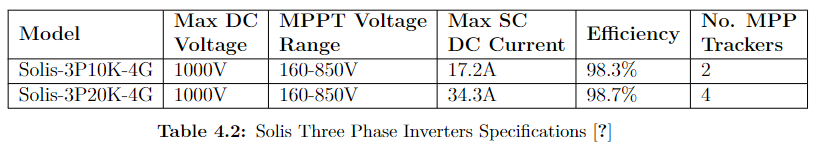 Model Max DC Voltage MPPT Voltage Range Max SC DC Current Efficiency No. MPP Trackers
Solis-3P10K-4G 1000V 160-850V 17.2A 98.3% 2
Solis-3P20K-4G 1000V 160-850V 34.3A 98.7% 4
Table 4.2: Solis Three Phase Inverters Specifications [?]